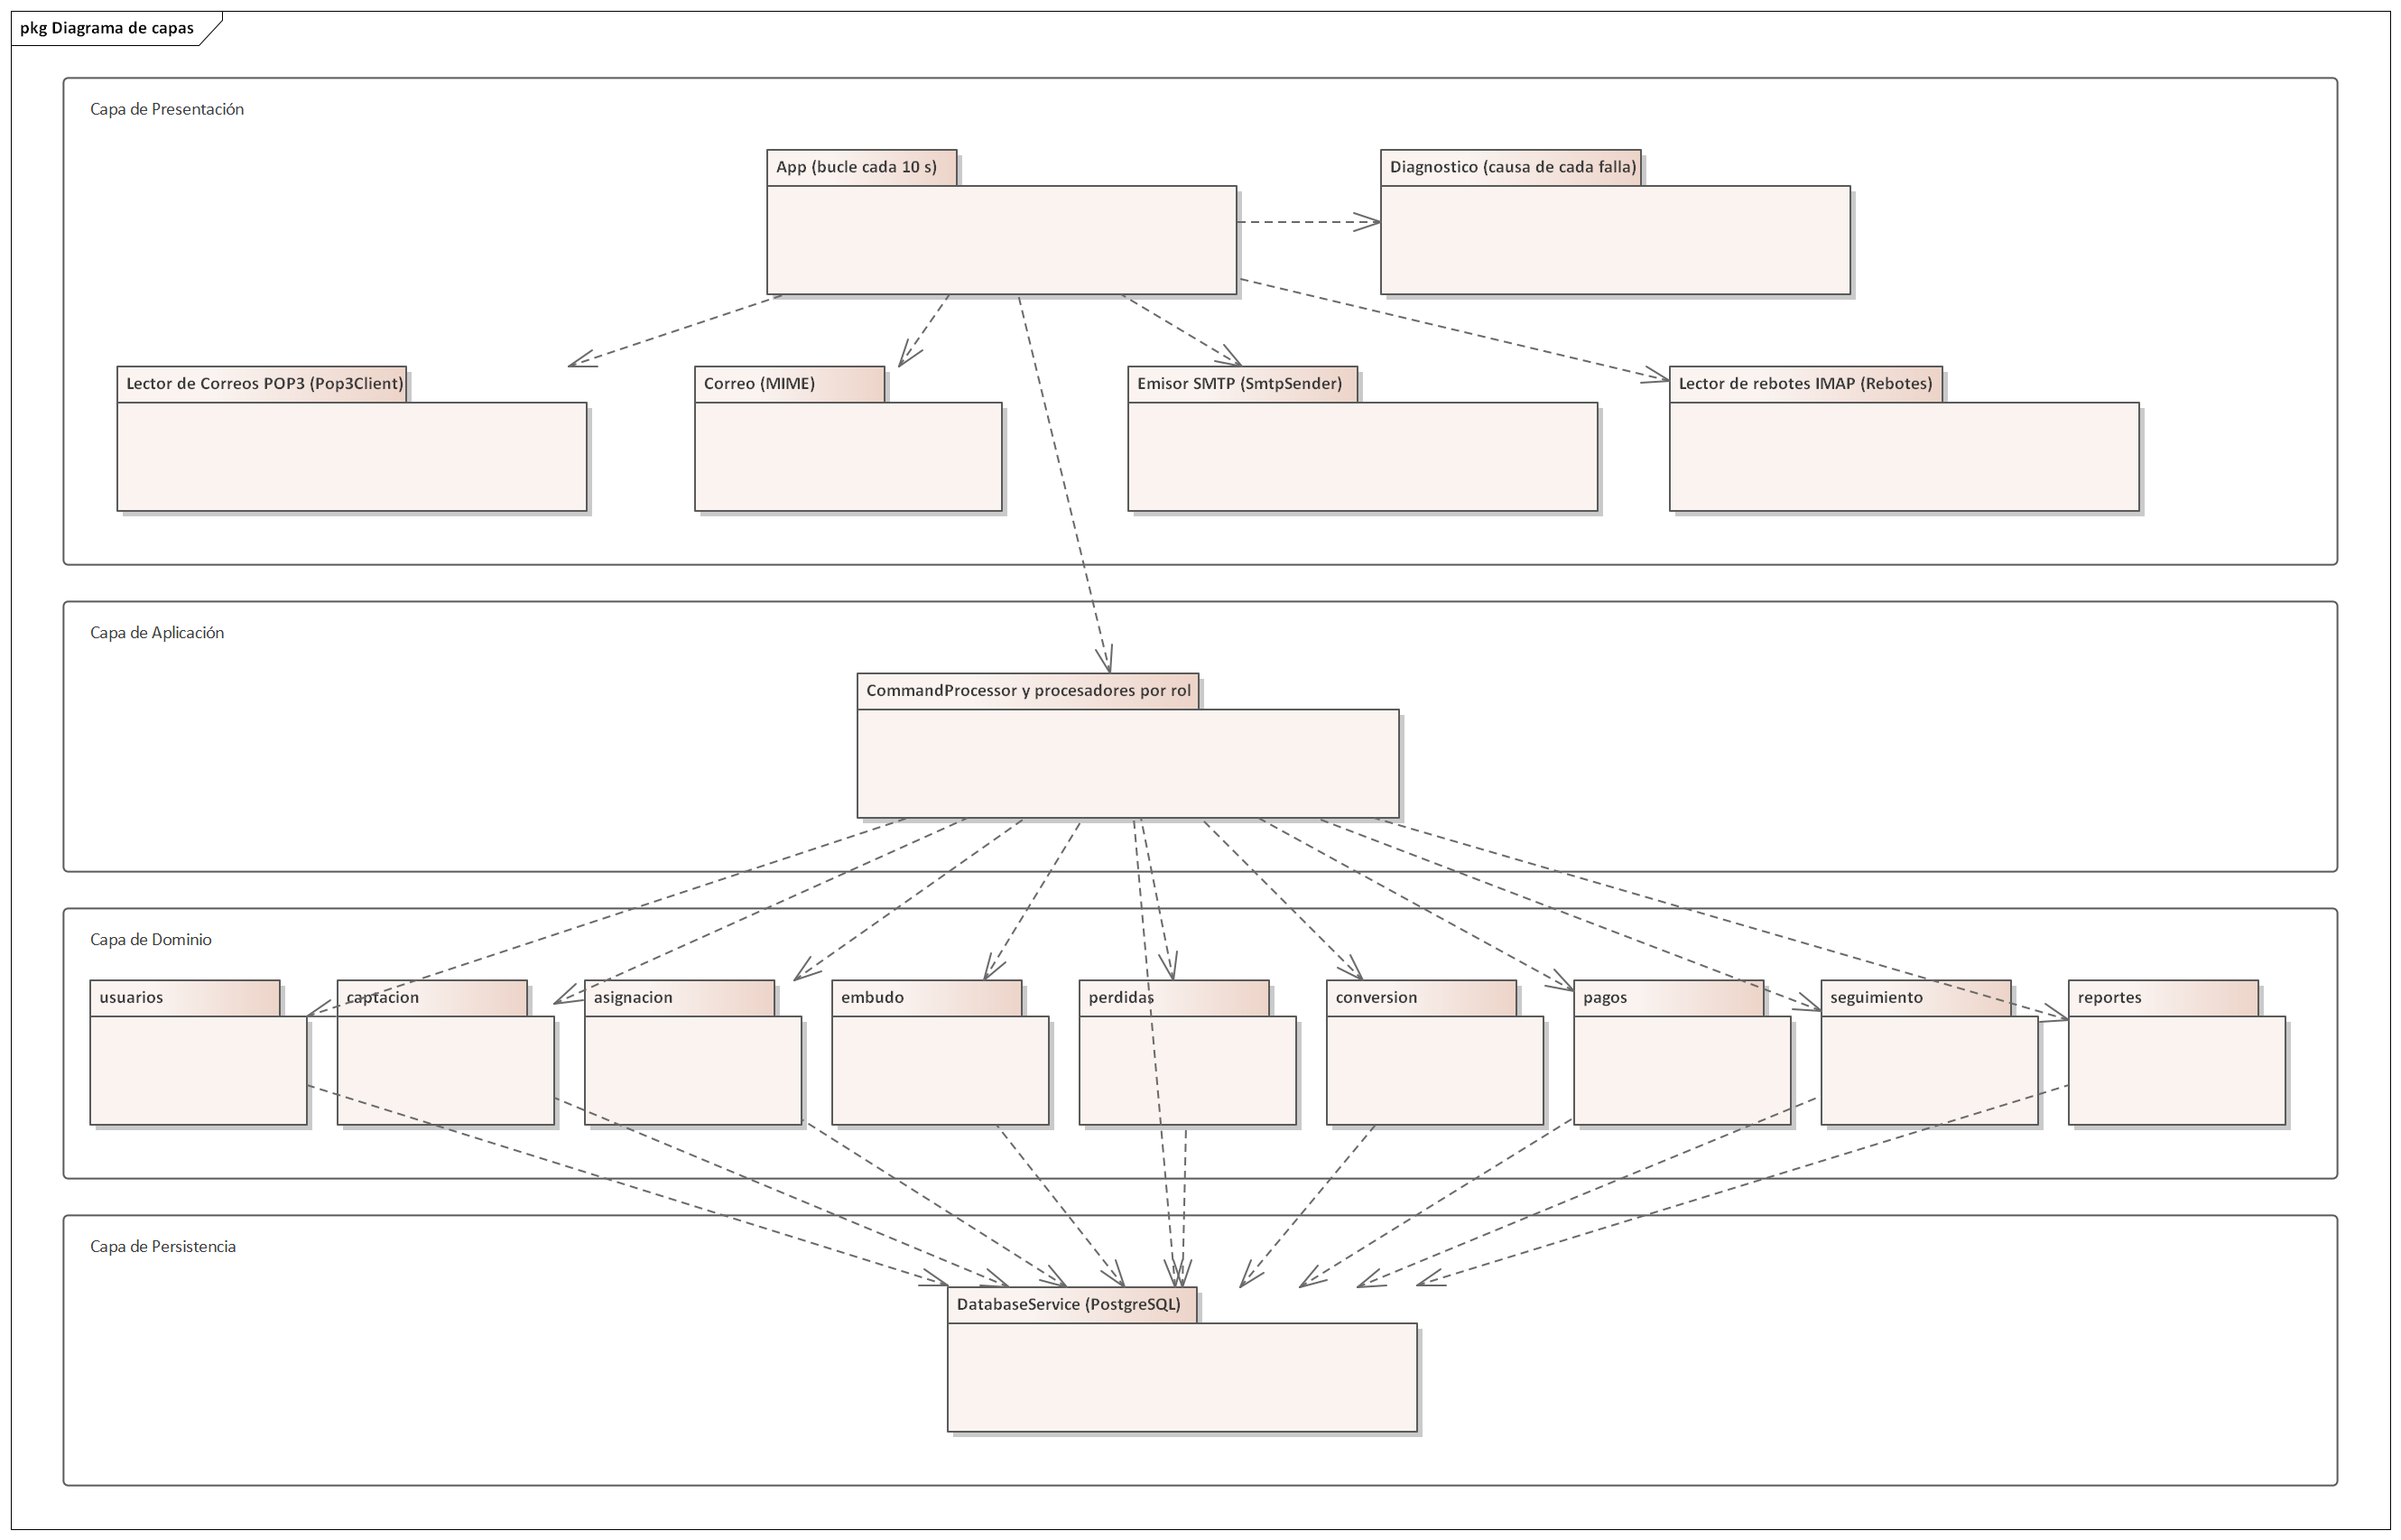 pkg Diagrama de capas
Capa de Presentación
App (bucle cada 10 s)
Diagnostico (causa de cada falla)
Lector de Correos POP3 (Pop3Client)
Correo (MIME)
Emisor SMTP (SmtpSender)
Lector de rebotes IMAP (Rebotes)
Capa de Aplicación
CommandProcessor y procesadores por rol
Capa de Dominio
usuarios
captacion
asignacion
embudo
perdidas
conversion
pagos
seguimiento
reportes
Capa de Persistencia
DatabaseService (PostgreSQL)